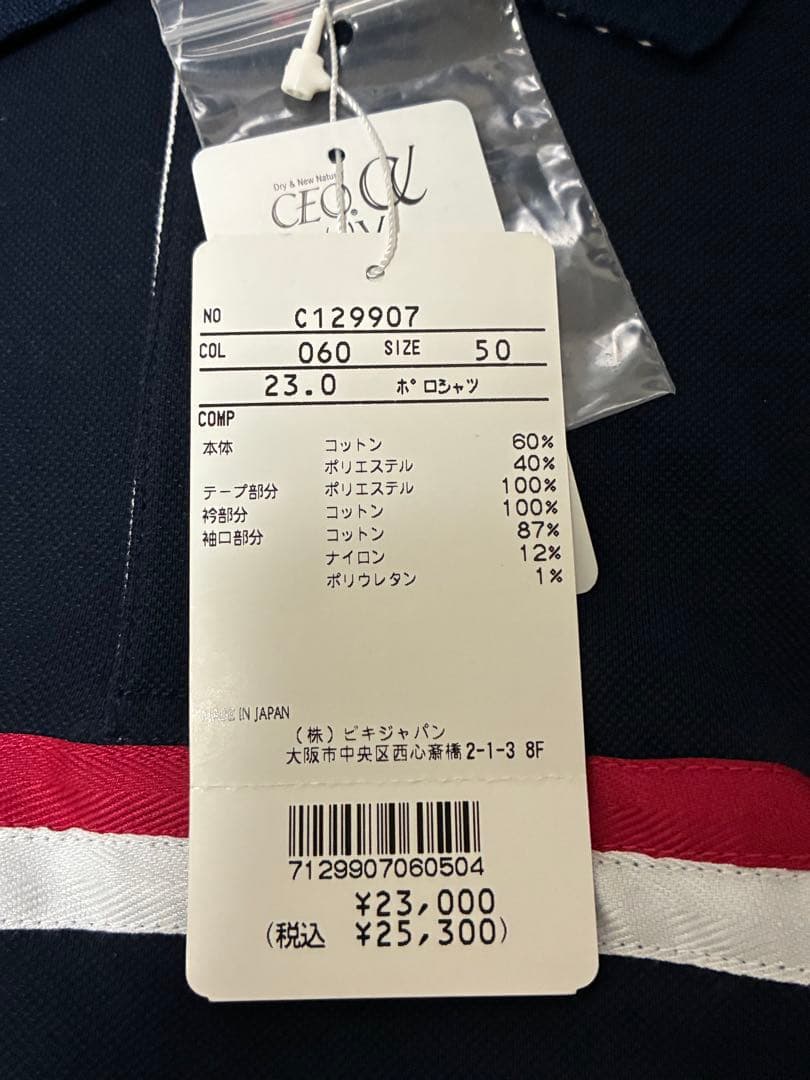 Dry & New Natu
CEO.α
NO C129907
COL 060 SIZE 50
23.0 ポロシャツ
COMP
本体 コットン 60%
ポリエステル 40%
テープ部分 ポリエステル 100%
衿部分 コットン 100%
袖口部分 コットン 87%
ナイロン 12%
ポリウレタン 1%
MADE IN JAPAN
(株)ビキジャパン
大阪市中央区西心斎橋2-1-3 8F
7129907060504
¥23,000
(税込 ¥25,300)